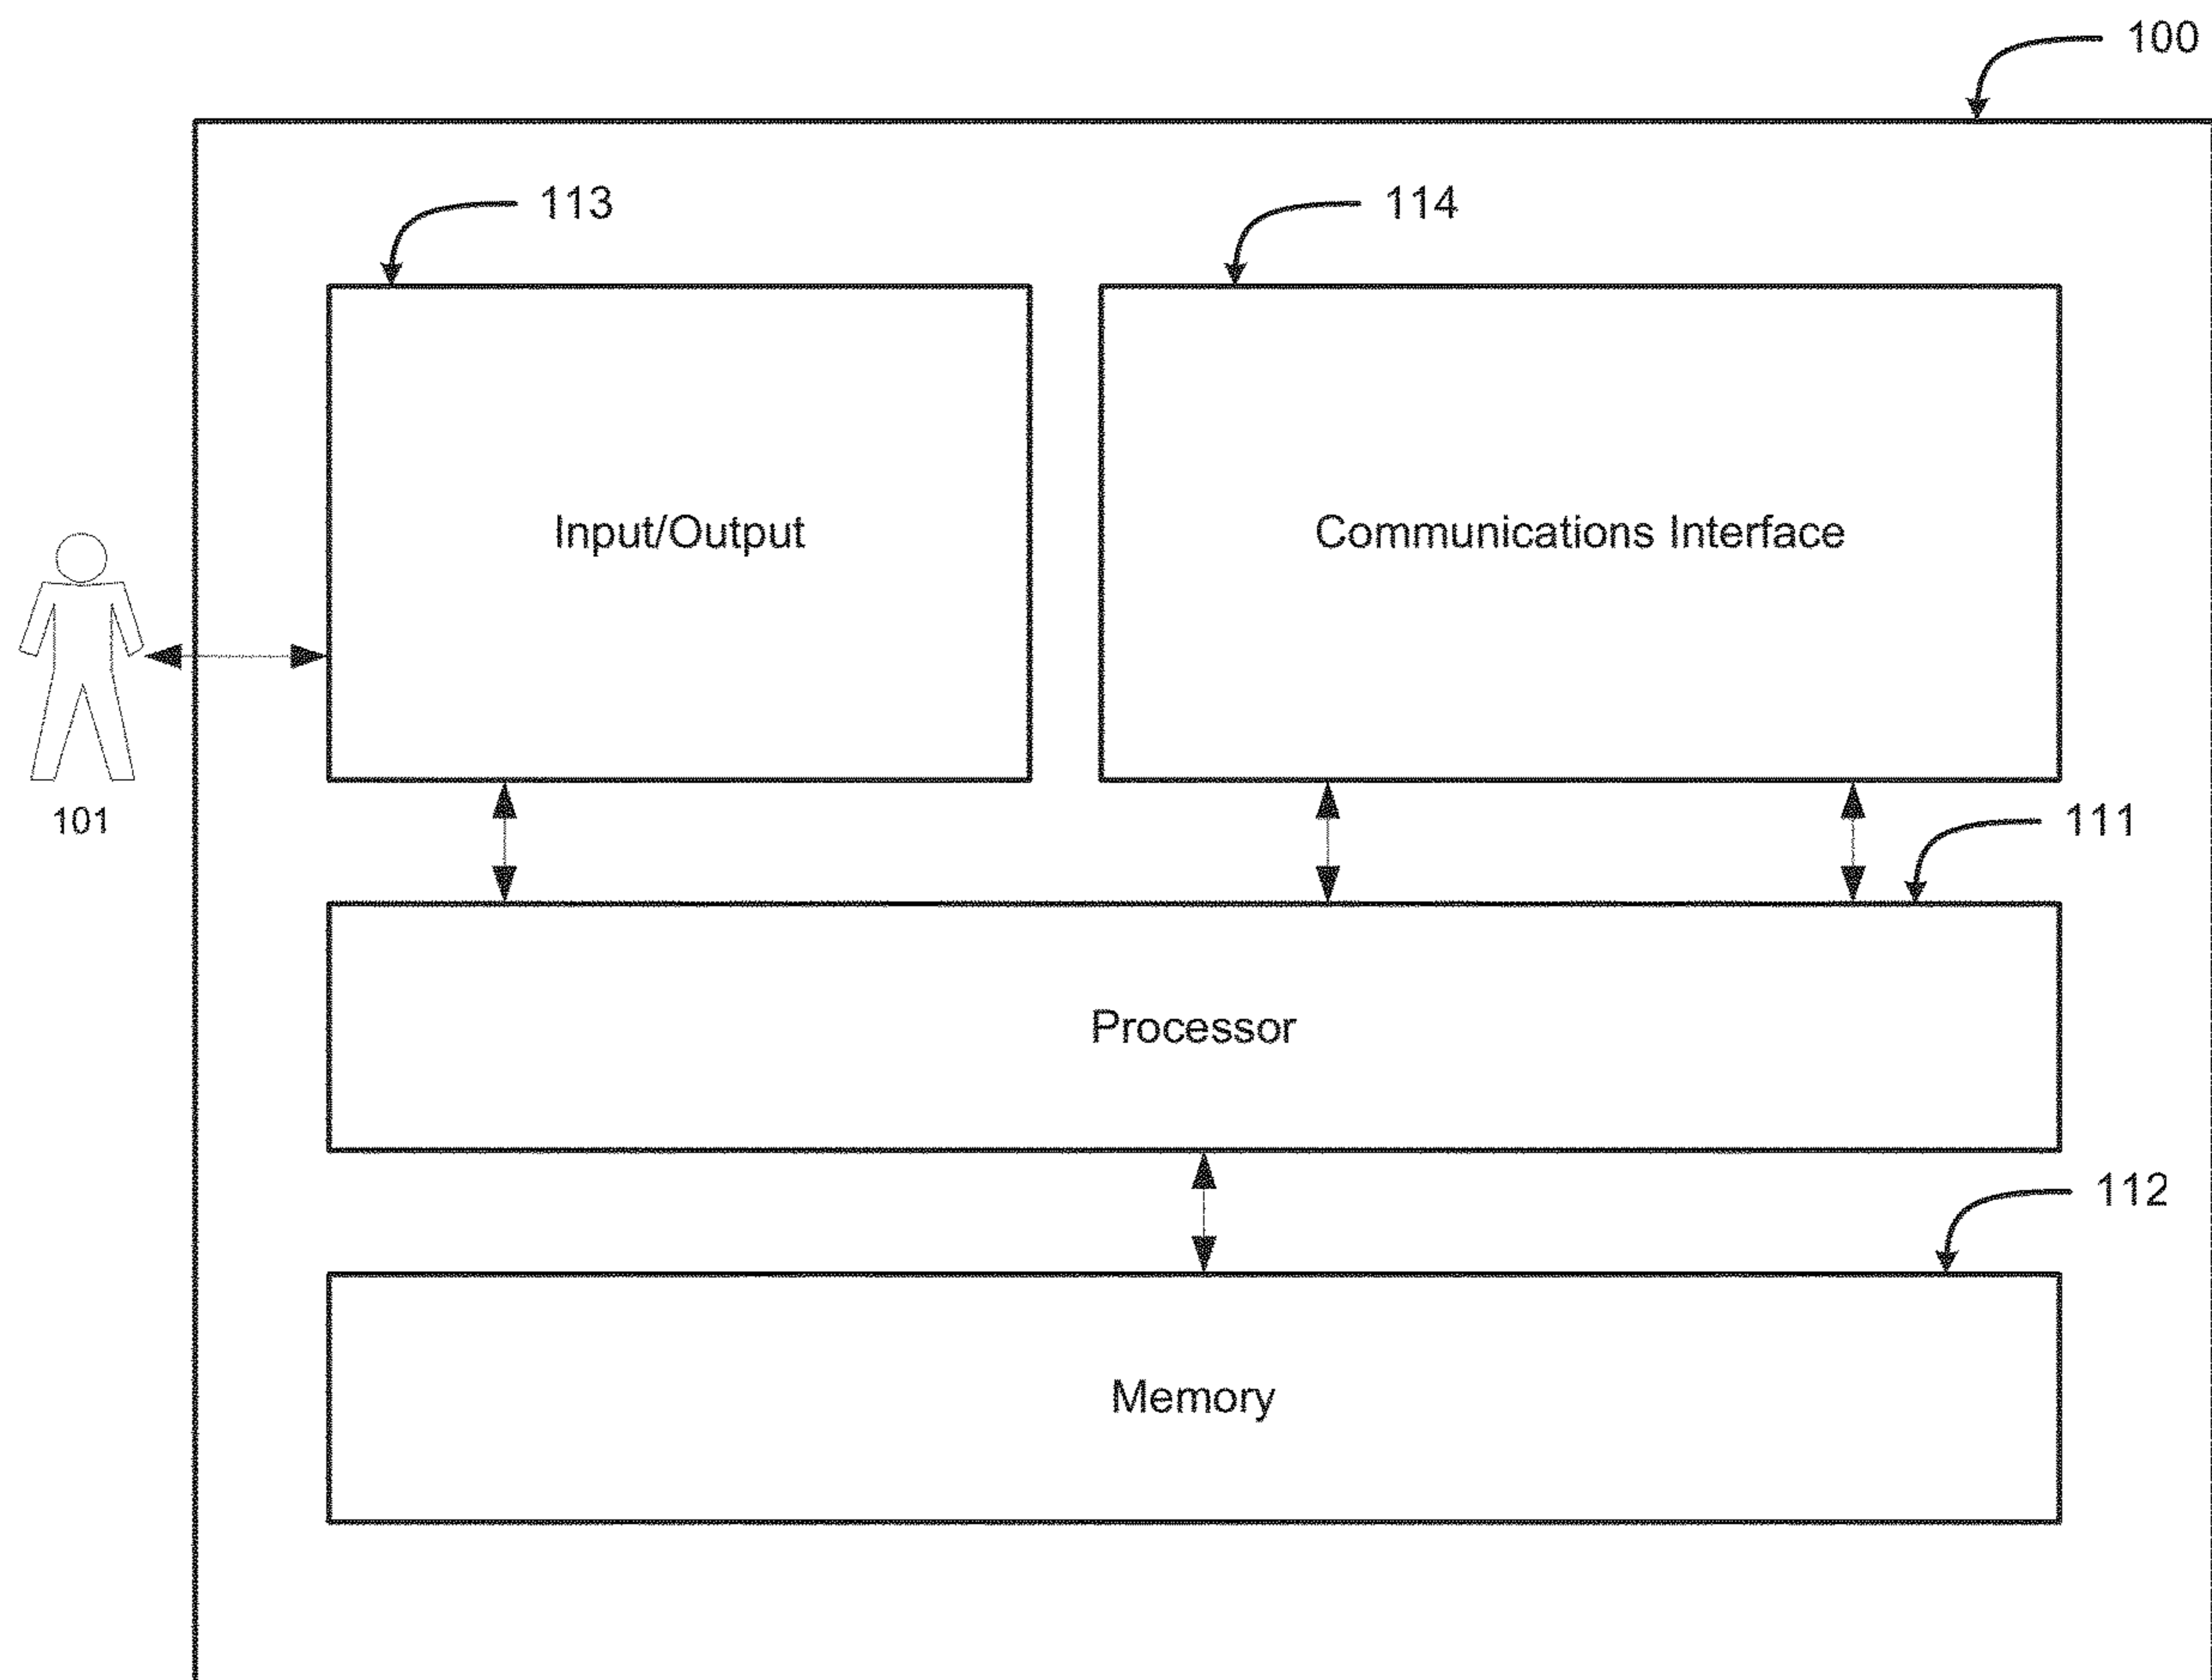 100
113
114
Input/Output
Communications Interface
101
111
Processor
112
Memory